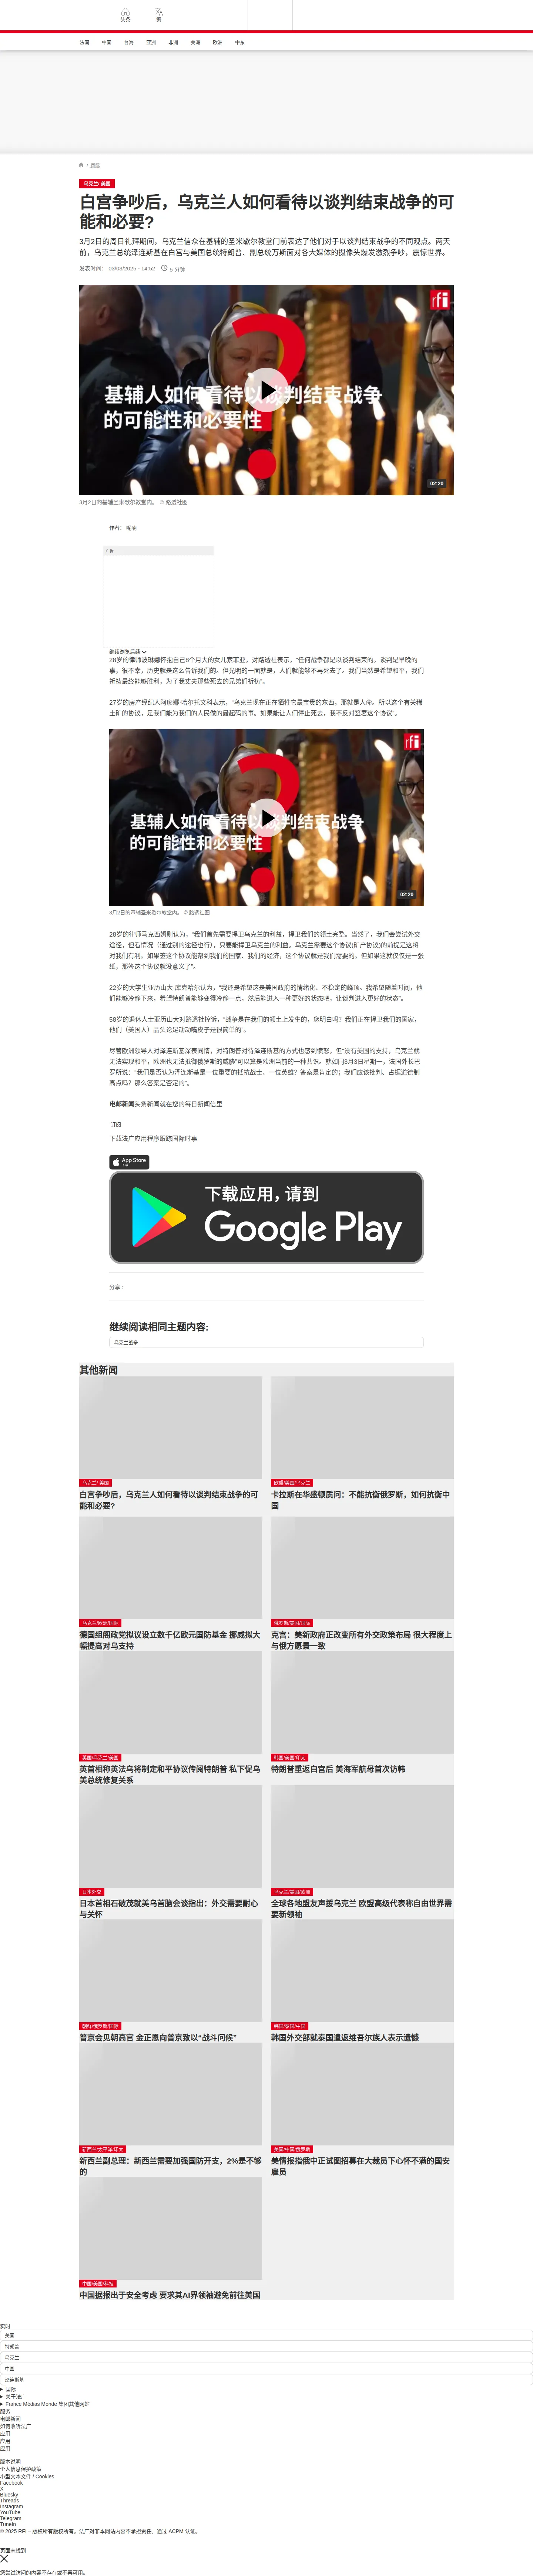 头条
繁
法国 中国 台海 亚洲 非洲 美洲 欧洲 中东
/ 国际
乌克兰/ 美国
白宫争吵后，乌克兰人如何看待以谈判结束战争的可
能和必要?
3月2日的周日礼拜期间，乌克兰信众在基辅的圣米歇尔教堂门前表达了他们对于以谈判结束战争的不同观点。两天
前，乌克兰总统泽连斯基在白宫与美国总统特朗普、副总统万斯面对各大媒体的摄像头爆发激烈争吵，震惊世界。
发表时间： 03/03/2025 - 14:52 5 分钟
rfi
基辅人如何看待以谈判结束战争
的可能性和必要性
02:20
3月2日的基辅圣米歇尔教堂内。 © 路透社图
作者： 呢喃
广告
继续浏览后续
28岁的律师波琳娜怀抱自己8个月大的女儿素菲亚，对路透社表示，“任何战争都是以谈判结束的。谈判是早晚的
事。很不幸，历史就是这么告诉我们的。但光明的一面就是，人们就能够不再死去了。我们当然是希望和平，我们
祈祷最终能够胜利，为了我丈夫那些死去的兄弟们祈祷”。
27岁的房产经纪人阿廖娜·哈尔托文科表示，“乌克兰现在正在牺牲它最宝贵的东西，那就是人命。所以这个有关稀
土矿的协议，是我们能为我们的人民做的最起码的事。如果能让人们停止死去，我不反对签署这个协议”。
rfi
基辅人如何看待以谈判结束战争
的可能性和必要性
02:20
3月2日的基辅圣米歇尔教堂内。 © 路透社图
28岁的律师马克西姆则认为，“我们首先需要捍卫乌克兰的利益，捍卫我们的领土完整。当然了，我们会尝试外交
途径，但看情况（通过别的途径也行），只要能捍卫乌克兰的利益。乌克兰需要这个协议(矿产协议)的前提是这将
对我们有利。如果签这个协议能帮到我们的国家、我们的经济，这个协议就是我们需要的。但如果这就仅仅是一张
纸，那签这个协议就没意义了”。
22岁的大学生亚历山大·库克哈尔认为，“我还是希望这是美国政府的情绪化、不稳定的峰顶。我希望随着时间，他
们能够冷静下来，希望特朗普能够变得冷静一点，然后能进入一种更好的状态吧，让谈判进入更好的状态”。
58岁的退休人士亚历山大对路透社控诉，“战争是在我们的领土上发生的，您明白吗？我们正在捍卫我们的国家，
他们（美国人）品头论足动动嘴皮子是很简单的”。
尽管欧洲领导人对泽连斯基深表同情，对特朗普对待泽连斯基的方式也感到愤怒。但“没有美国的支持，乌克兰就
无法实现和平，欧洲也无法抵御俄罗斯的威胁”可以算是欧洲当前的一种共识。就如同3月3日星期一，法国外长巴
罗所说：“我们是否认为泽连斯基是一位重要的抵抗战士、一位英雄？答案是肯定的；我们应该批判、占据道德制
高点吗？那么答案是否定的”。
电邮新闻头条新闻就在您的每日新闻信里
订阅
下载法广应用程序跟踪国际时事
App Store
下载应用，请到
Google Play
分享 :
继续阅读相同主题内容:
乌克兰战争
其他新闻
乌克兰/ 美国
白宫争吵后，乌克兰人如何看待以谈判结束战争的可
能和必要?
欧盟/美国/乌克兰
卡拉斯在华盛顿质问：不能抗衡俄罗斯，如何抗衡中
国
乌克兰/欧洲/国际
德国组阁政党拟议设立数千亿欧元国防基金 挪威拟大
幅提高对乌支持
俄罗斯/美国/国际
克宫：美新政府正改变所有外交政策布局 很大程度上
与俄方愿景一致
英国/乌克兰/美国
英首相称英法乌将制定和平协议传阅特朗普 私下促乌
美总统修复关系
韩国/美国/印太
特朗普重返白宫后 美海军航母首次访韩
日本外交
日本首相石破茂就美乌首脑会谈指出：外交需要耐心
与关怀
乌克兰/美国/欧洲
全球各地盟友声援乌克兰 欧盟高级代表称自由世界需
要新领袖
朝鲜/俄罗斯/国际
普京会见朝高官 金正恩向普京致以“战斗问候”
韩国/泰国/中国
韩国外交部就泰国遣返维吾尔族人表示遗憾
新西兰/太平洋/印太
新西兰副总理：新西兰需要加强国防开支，2%是不够
的
美国/中国/俄罗斯
美情报指俄中正试图招募在大裁员下心怀不满的国安
雇员
中国/美国/科技
中国据报出于安全考虑 要求其AI界领袖避免前往美国
实时
美国
特朗普
乌克兰
中国
泽连斯基
国际
关于法广
France Médias Monde 集团其他网站
服务
电邮新闻
如何收听法广
应用
应用
应用
版本说明
个人信息保护政策
小型文本文件 / Cookies
Facebook
X
Bluesky
Threads
Instagram
YouTube
Telegram
TuneIn
© 2025 RFI – 版权所有版权所有。法广对非本网站内容不承担责任。通过 ACPM 认证。
页面未找到
您尝试访问的内容不存在或不再可用。